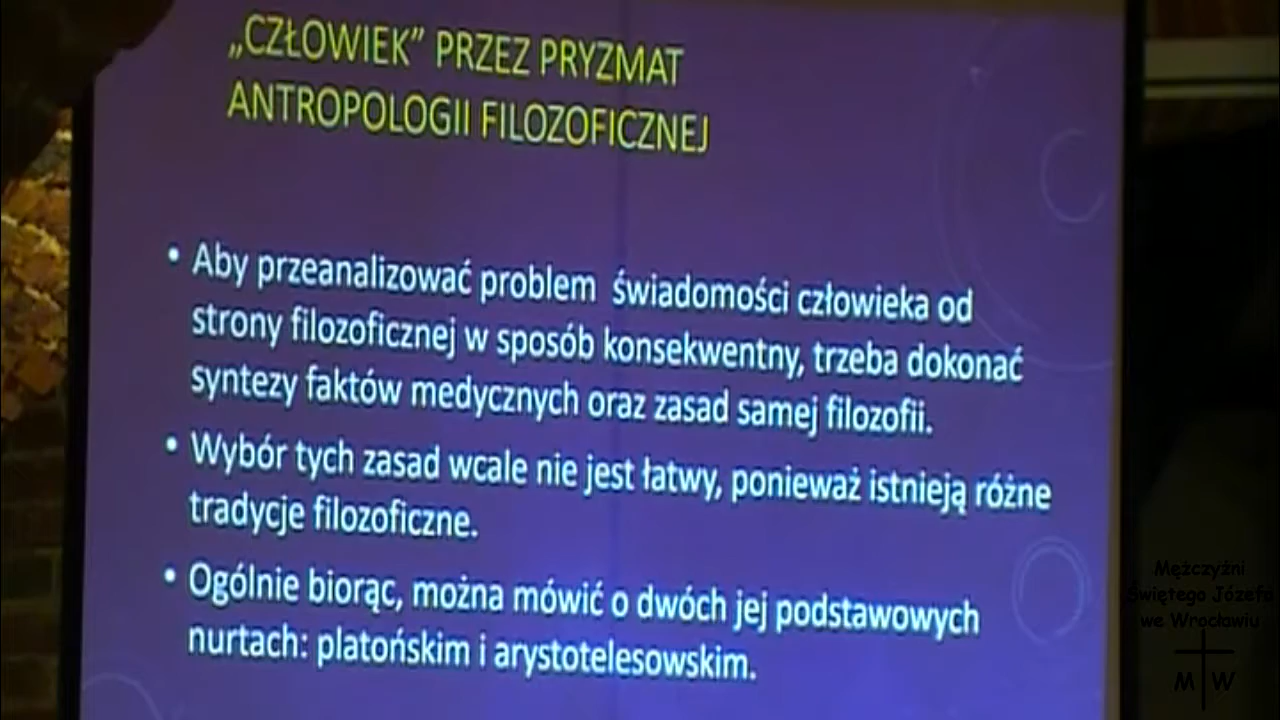 „CZŁOWIEK” PRZEZ PRYZMAT
ANTROPOLOGII FILOZOFICZNEJ
• Aby przeanalizować problem świadomości człowieka od
strony filozoficznej w sposób konsekwentny, trzeba dokonać
syntezy faktów medycznych oraz zasad samej filozofii.
• Wybór tych zasad wcale nie jest łatwy, ponieważ istnieją różne
tradycje filozoficzne.
• Ogólnie biorąc, można mówić o dwóch jej podstawowych
nurtach: platońskim i arystotelesowskim.
Mężczyźni
Świętego Józefa
we Wrocławiu
M W